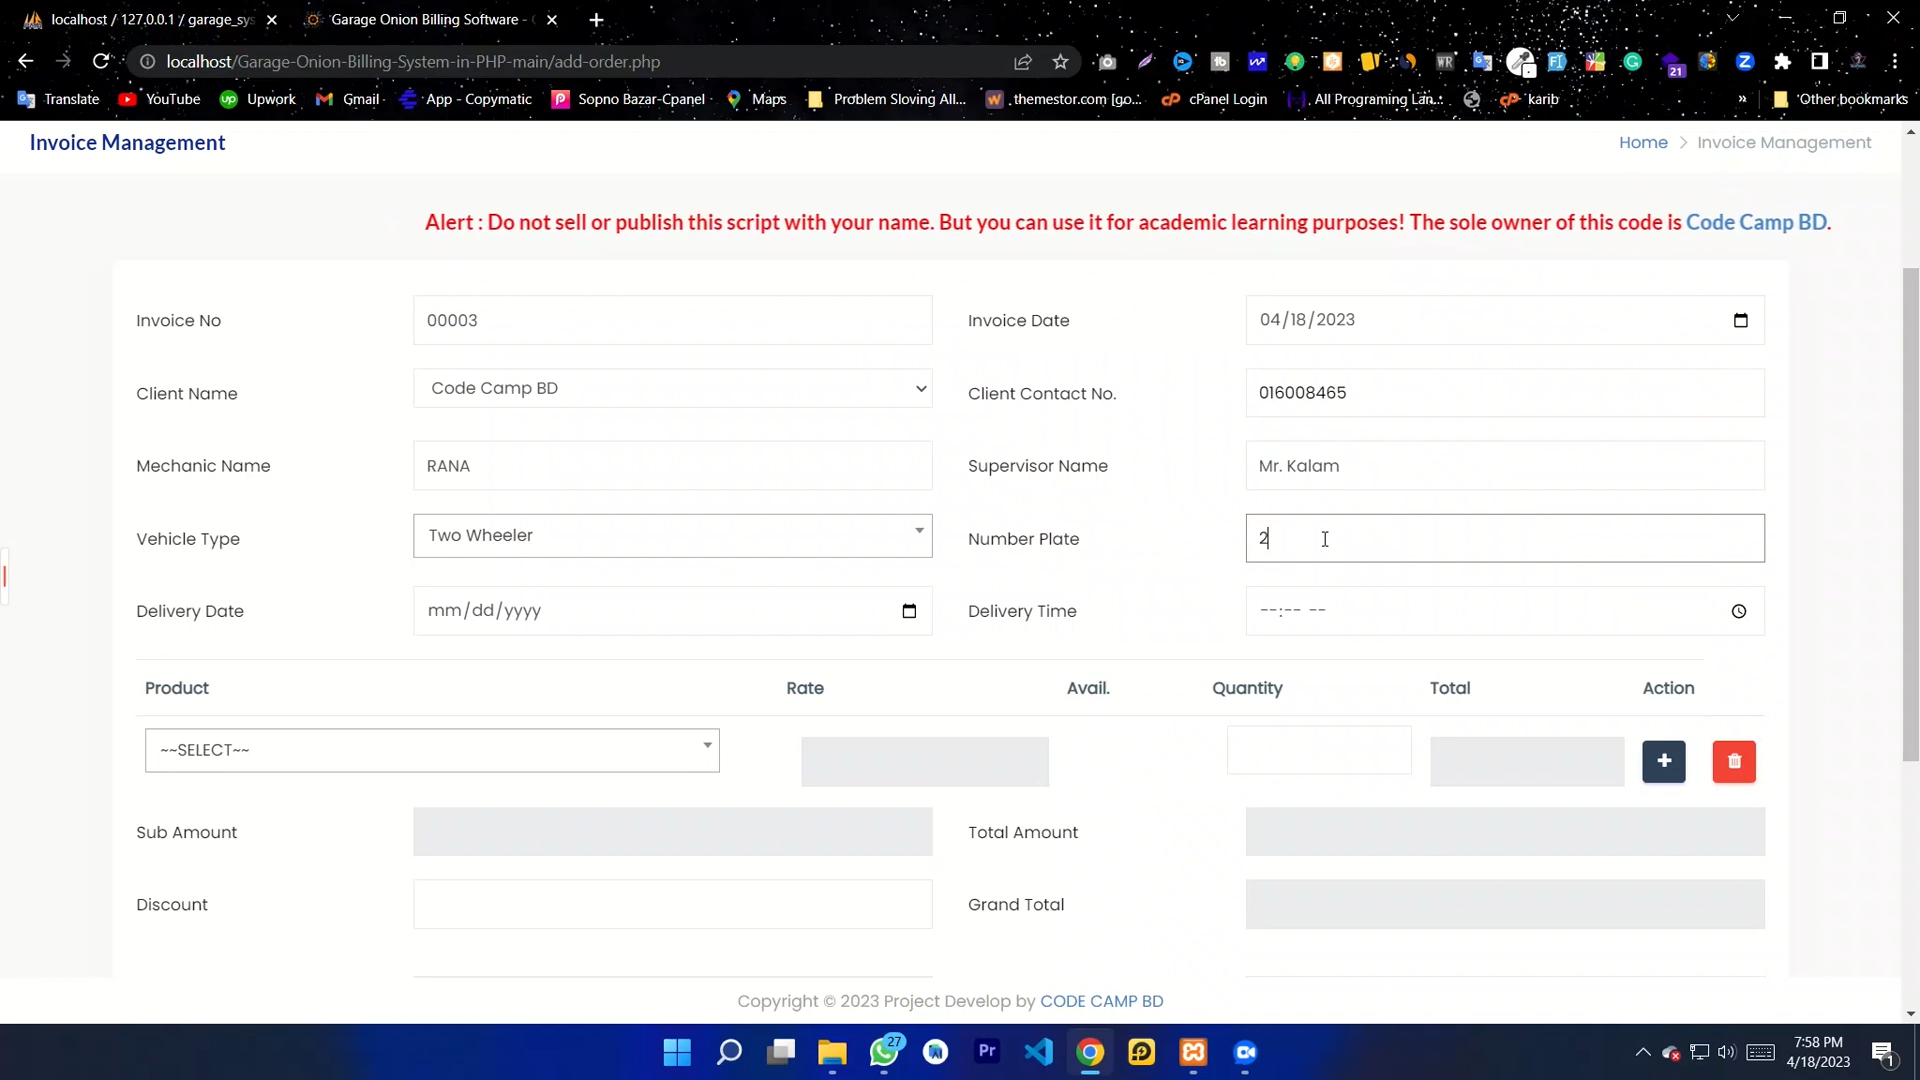 localhost / 127.0.0.1 / garage_sys
Garage Onion Billing Software -
localhost/Garage-Onion-Billing-System-in-PHP-main/add-order.php
21
Translate
YouTube
Upwork
Gmail
App - Copymatic
Sopno Bazar-Cpanel
Maps
Problem Sloving All...
.themestor.com [go...
cPanel Login
All Programing Lan...
karib
»
Other bookmarks
Invoice Management
Home > Invoice Management
Alert : Do not sell or publish this script with your name. But you can use it for academic learning purposes! The sole owner of this code is Code Camp BD.
Invoice No 00003 Invoice Date 04/18/2023
Client Name Code Camp BD Client Contact No. 016008465
Mechanic Name RANA Supervisor Name Mr. Kalam
Vehicle Type Two Wheeler Number Plate 2
Delivery Date mm/dd/yyyy Delivery Time --:-- --
Product Rate Avail. Quantity Total Action
~~SELECT~~
Sub Amount Total Amount
Discount Grand Total
Copyright © 2023 Project Develop by CODE CAMP BD
27
Pr
7:58 PM
4/18/2023
1